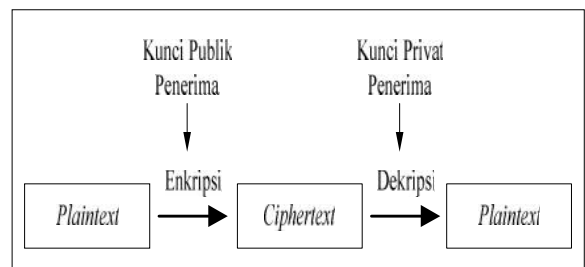 Kunci Publik
Penerima
Kunci Privat
Penerima
Enkripsi
Dekripsi
Plaintext
Ciphertext
Plaintext